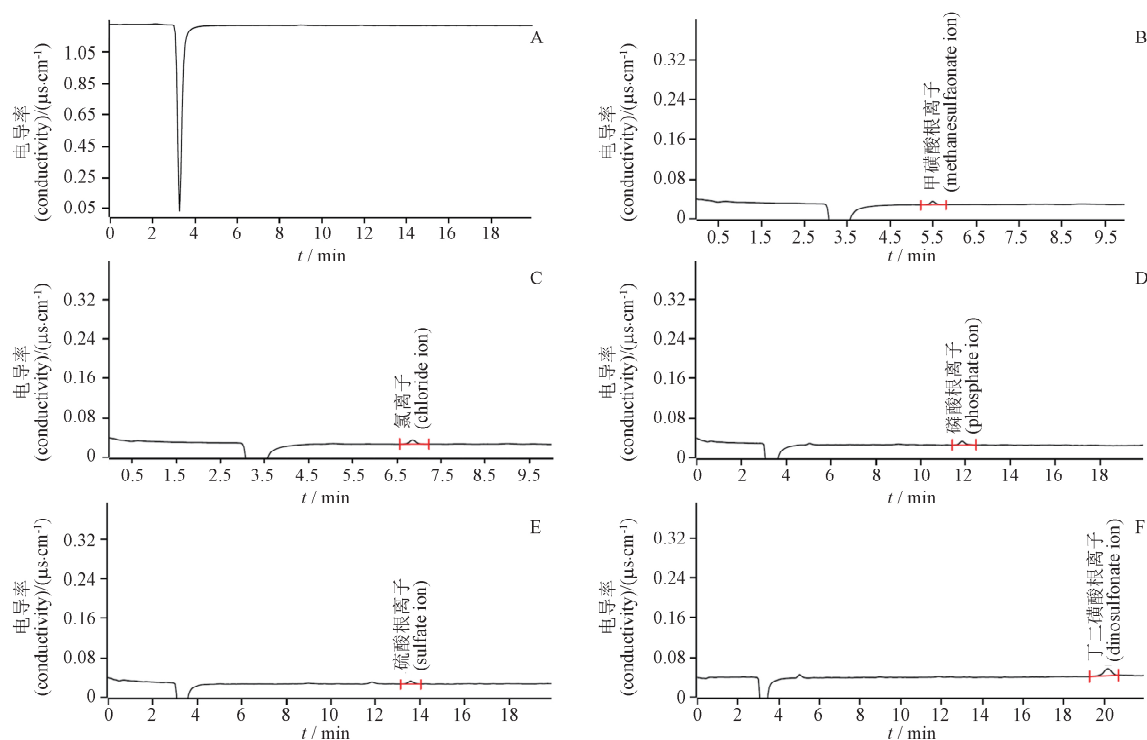 A
电导率
(conductivity)/(μs·cm⁻¹)
1.05
0.85
0.65
0.45
0.25
0.05
0 2 4 6 8 10 12 14 16 18
t / min
B
电导率
(conductivity)/(μs·cm⁻¹)
0.32
0.24
0.16
0.08
0
甲磺酸根离子
(methanesulfaonate ion)
0.5 1.5 2.5 3.5 4.5 5.5 6.5 7.5 8.5 9.5
t / min
C
电导率
(conductivity)/(μs·cm⁻¹)
0.32
0.24
0.16
0.08
0
氯离子
(chloride ion)
0.5 1.5 2.5 3.5 4.5 5.5 6.5 7.5 8.5 9.5
t / min
D
电导率
(conductivity)/(μs·cm⁻¹)
0.32
0.24
0.16
0.08
0
磷酸根离子
(phosphate ion)
0 2 4 6 8 10 12 14 16 18
t / min
E
电导率
(conductivity)/(μs·cm⁻¹)
0.32
0.24
0.16
0.08
0
硫酸根离子
(sulfate ion)
0 2 4 6 8 10 12 14 16 18
t / min
F
电导率
(conductivity)/(μs·cm⁻¹)
0.32
0.24
0.16
0.08
0
丁二磺酸根离子
(dinosulfonate ion)
0 2 4 6 8 10 12 14 16 18 20
t / min